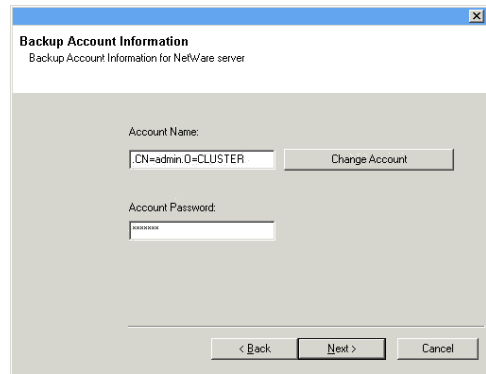 Backup Account Information
Backup Account Information for NetWare server
Account Name:
.CN=admin.O=CLUSTER
Change Account
Account Password:
*******
< Back
Next >
Cancel